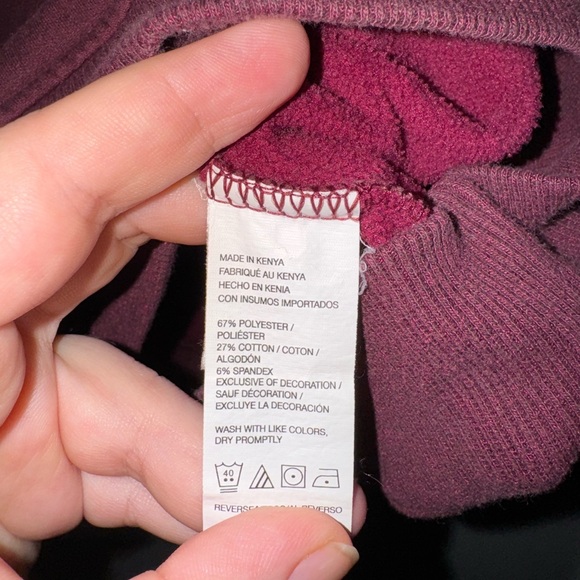 MADE IN KENYA
FABRIQUÉ AU KENYA
HECHO EN KENIA
CON INSUMOS IMPORTADOS
67% POLYESTER /
POLIÉSTER
27% COTTON / COTON /
ALGODÓN
6% SPANDEX
EXCLUSIVE OF DECORATION /
SAUF DÉCORATION /
EXCLUYE LA DECORACIÓN
WASH WITH LIKE COLORS,
DRY PROMPTLY
40
REVERSO